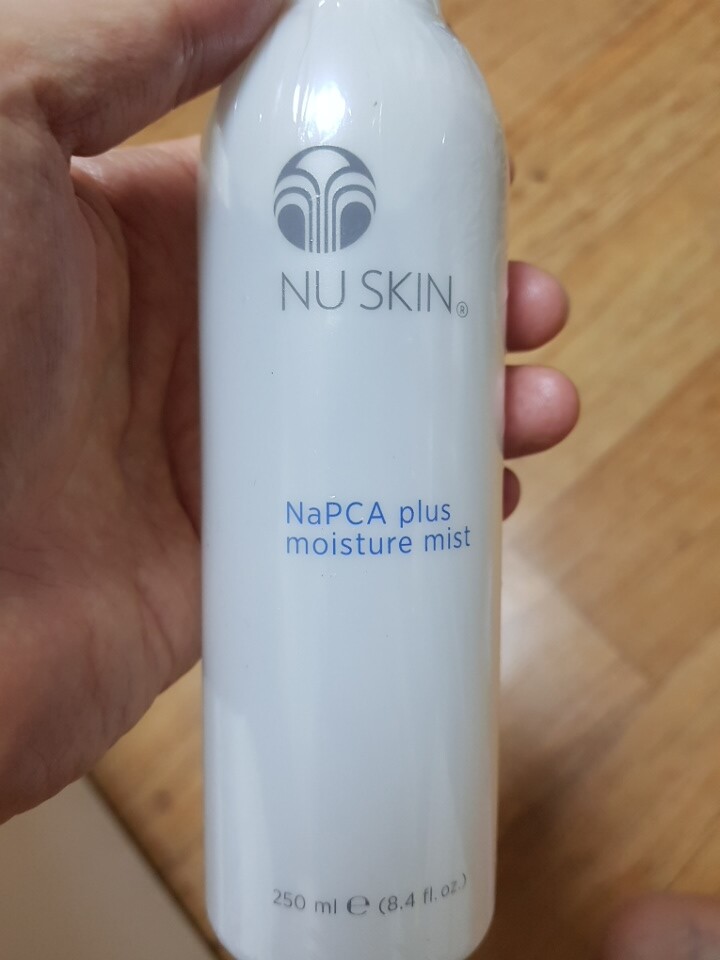 NU SKIN®
NaPCA plus
moisture mist
250 ml ℮ (8.4 fl. oz.)